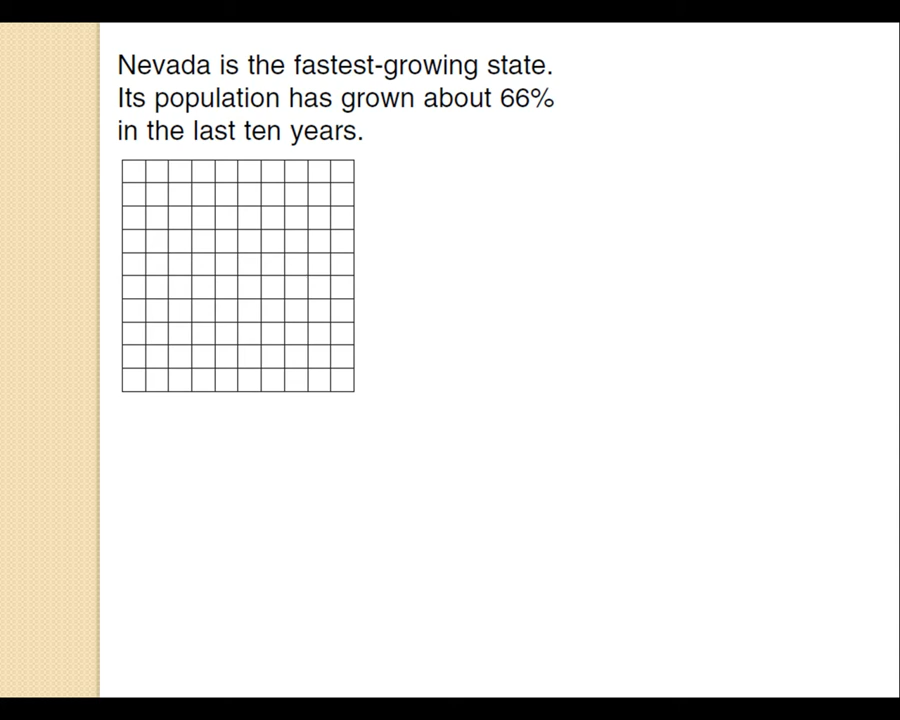 Nevada is the fastest-growing state.
Its population has grown about 66%
in the last ten years.